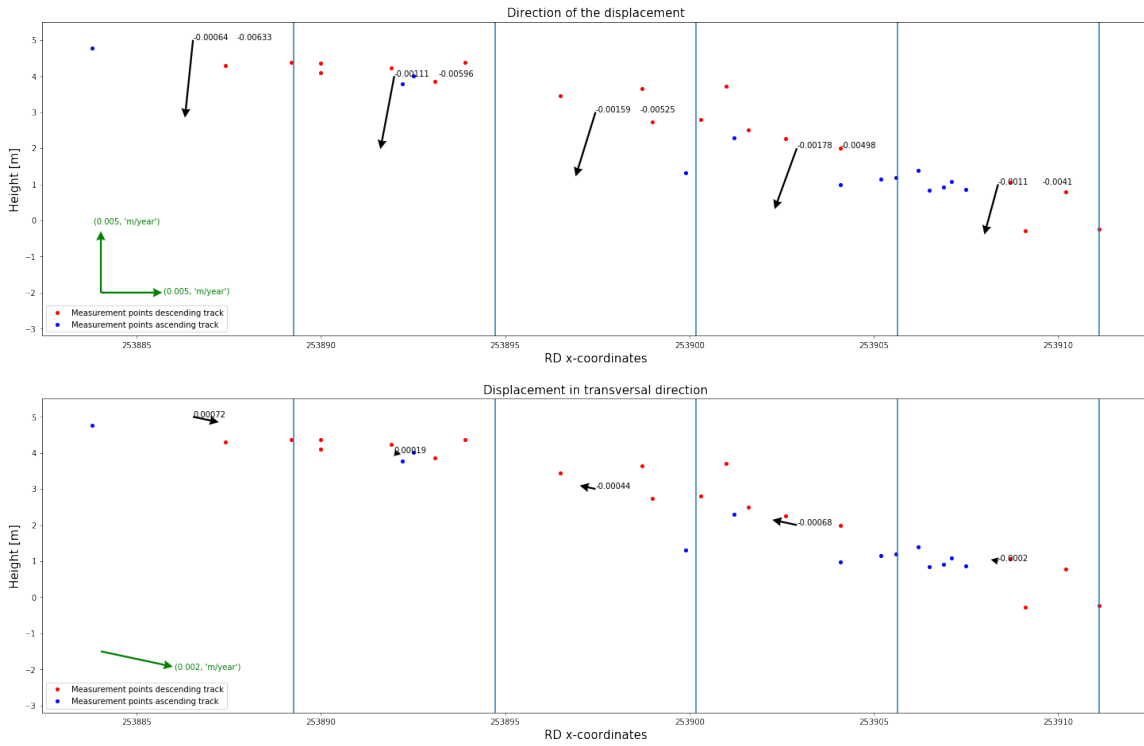 Direction of the displacement
5
4
3
2
1
0
−1
−2
−3
Height [m]
-0.00064 -0.00633
-0.00111 -0.00596
-0.00159 -0.00525
-0.00178 -0.00498
-0.0011 -0.0041
(0.005, 'm/year')
(0.005, 'm/year')
Measurement points descending track
Measurement points ascending track
253885 253890 253895 253900 253905 253910
RD x-coordinates
Displacement in transversal direction
5
4
3
2
1
0
−1
−2
−3
Height [m]
0.00072
0.00019
-0.00044
-0.00068
-0.0002
(0.002, 'm/year')
Measurement points descending track
Measurement points ascending track
253885 253890 253895 253900 253905 253910
RD x-coordinates